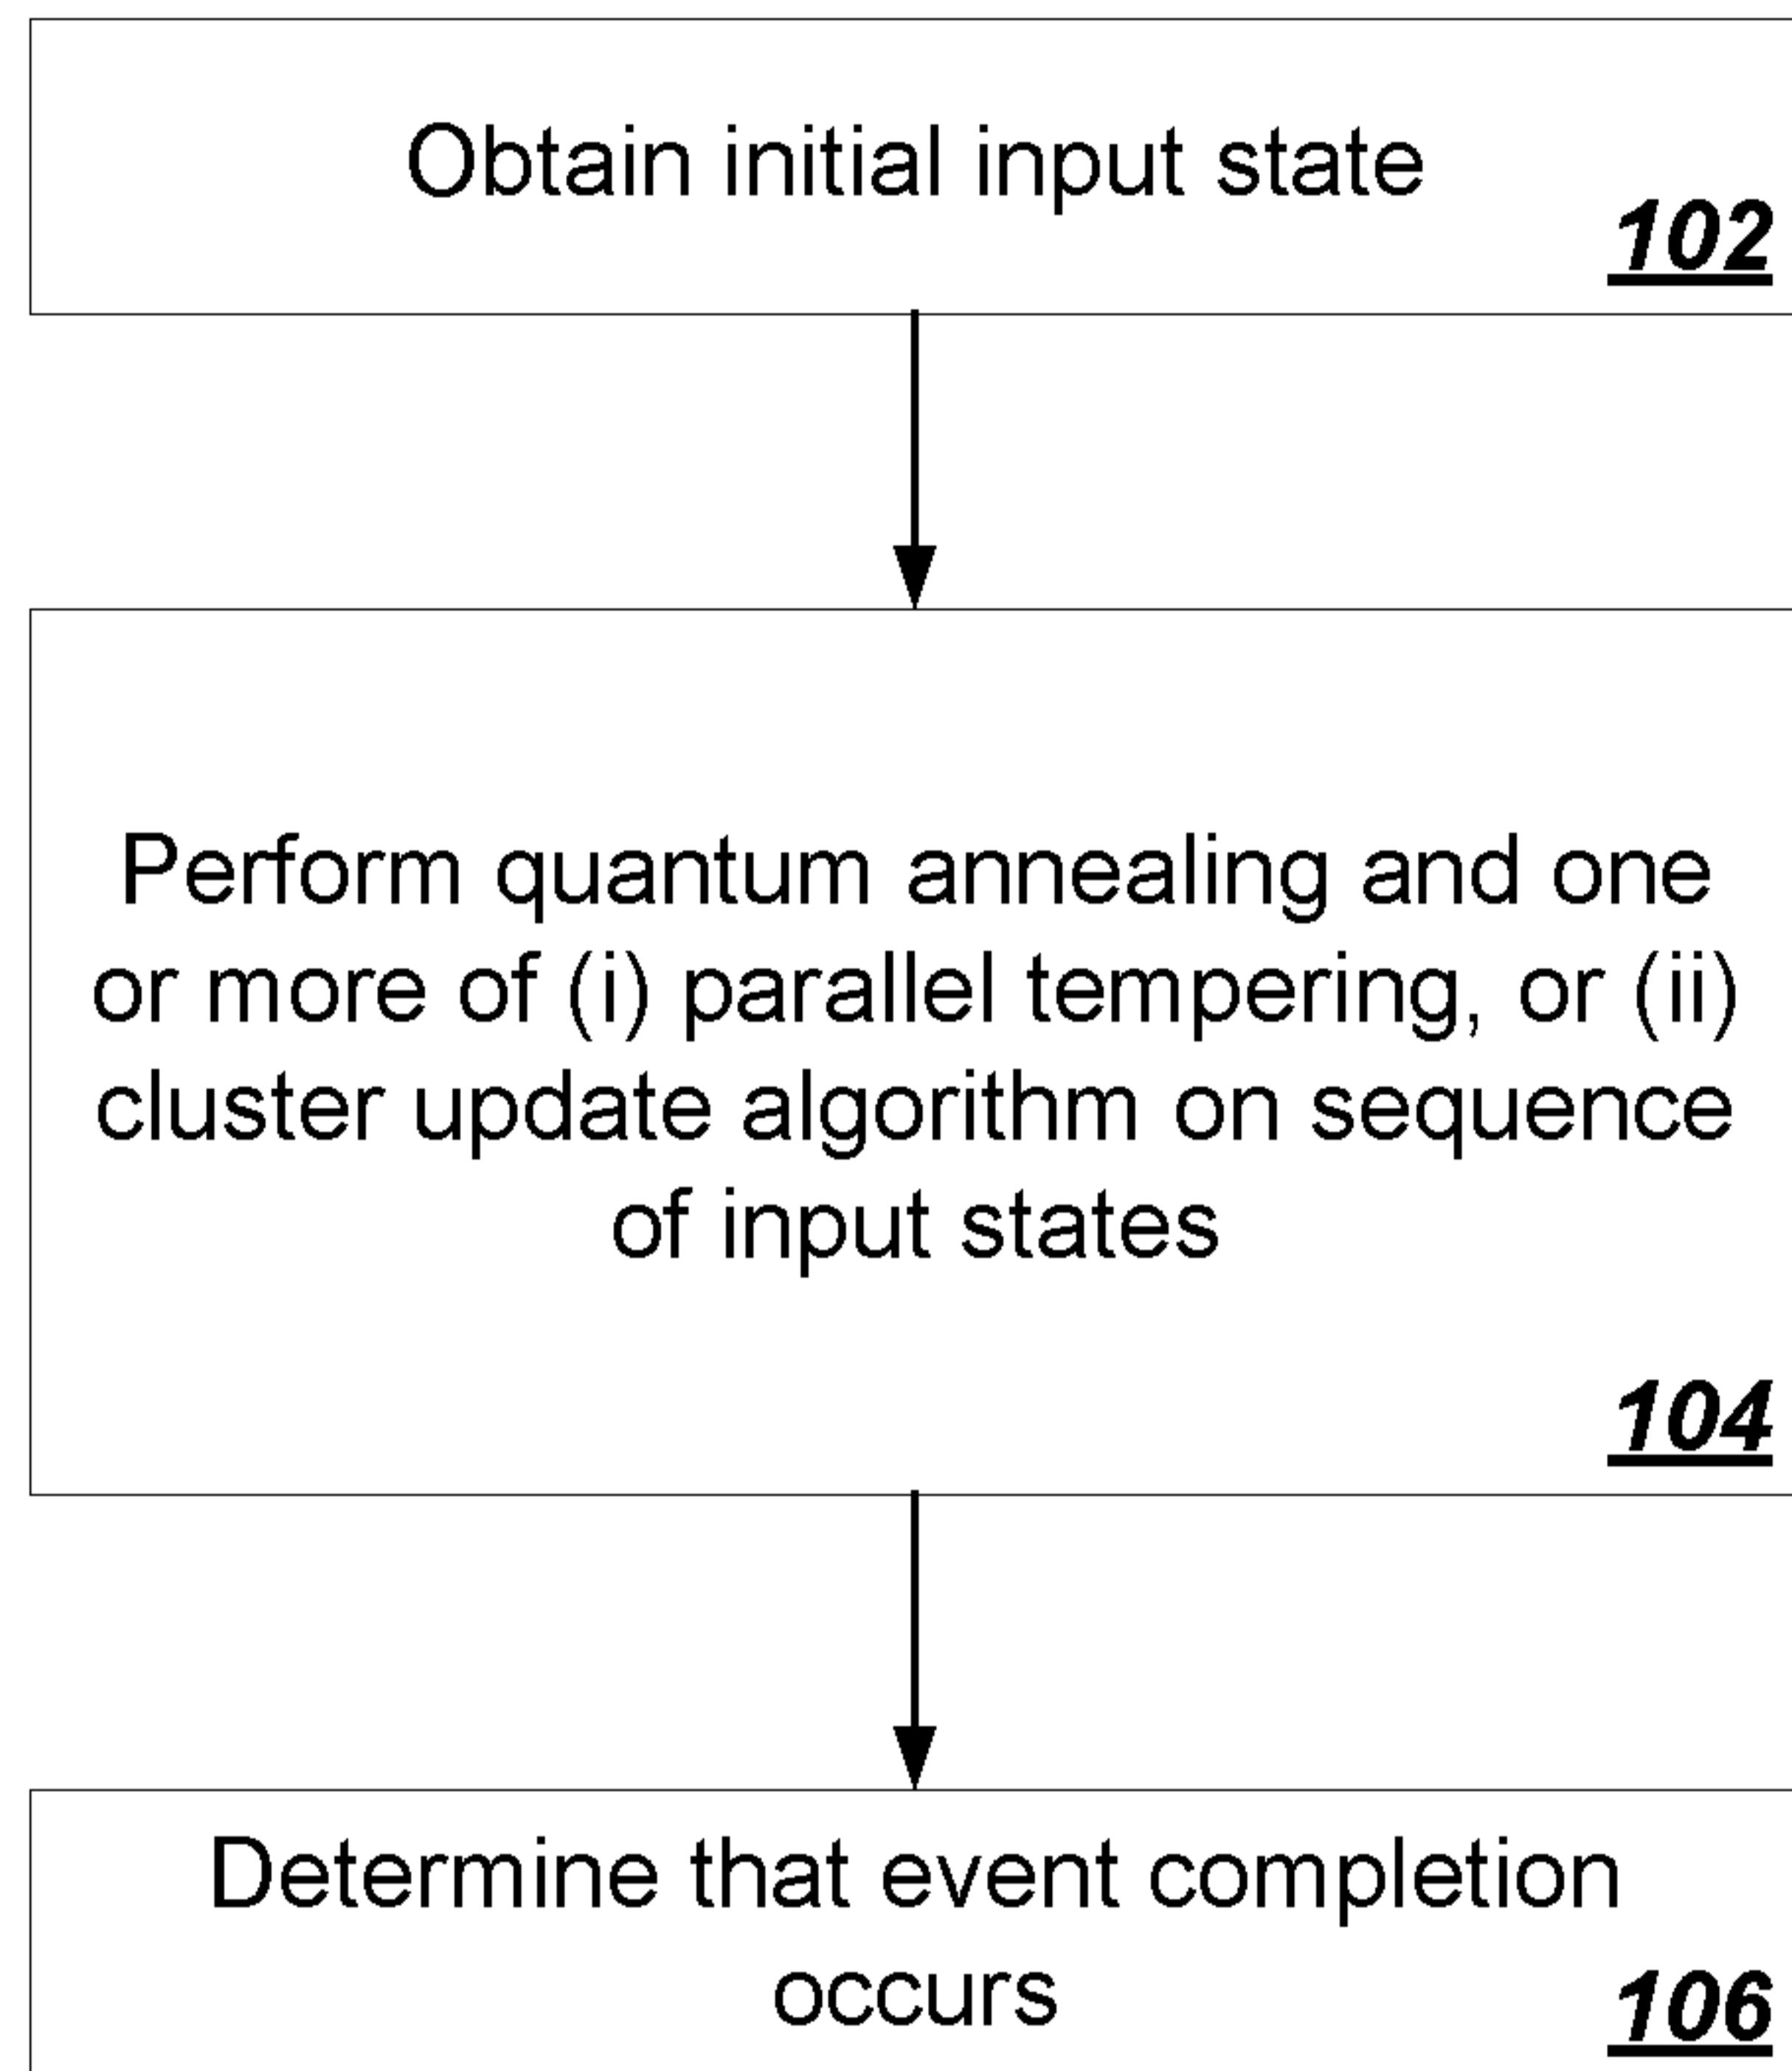 Obtain initial input state
102
Perform quantum annealing and one
or more of (i) parallel tempering, or (ii)
cluster update algorithm on sequence
of input states
104
Determine that event completion
occurs
106